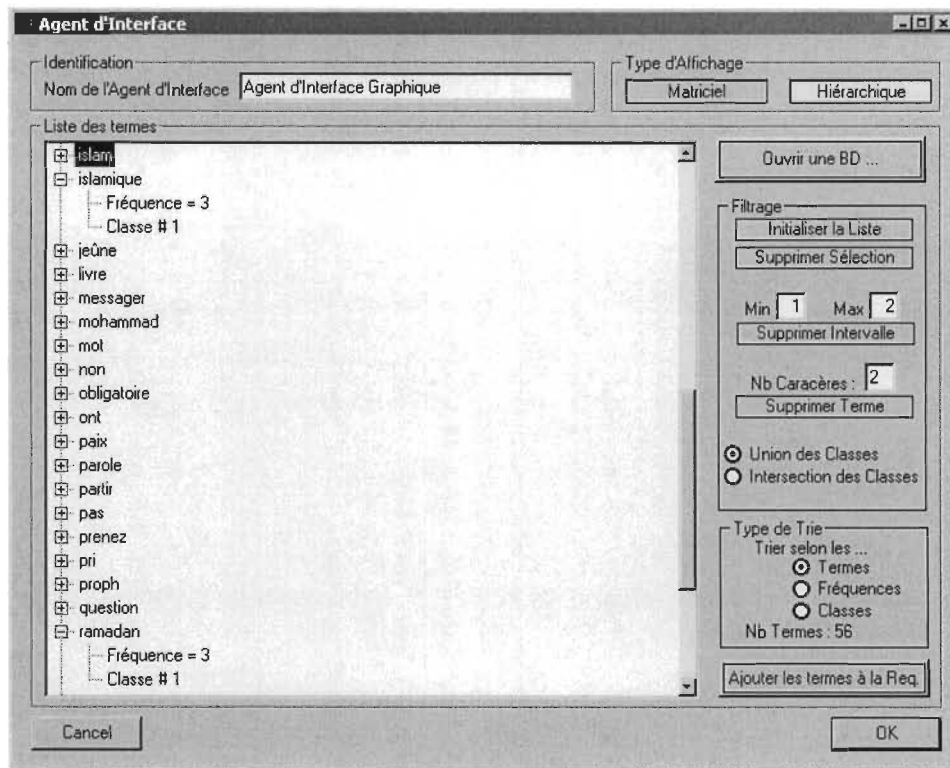 Agent d'Interface
Identification
Nom de l'Agent d'Interface Agent d'Interface Graphique
Type d'Affichage
Matriciel Hiérarchique
Liste des termes
islam
islamique
Fréquence = 3
Classe # 1
jeûne
livre
messager
mohammad
mot
non
obligatoire
ont
paix
parole
partir
pas
prenez
pri
proph
question
ramadan
Fréquence = 3
Classe # 1
Ouvrir une BD ...
Filtrage
Initialiser la Liste
Supprimer Sélection
Min 1 Max 2
Supprimer Intervalle
Nb Caracères : 2
Supprimer Terme
Union des Classes
Intersection des Classes
Type de Trie
Trier selon les ...
Termes
Fréquences
Classes
Nb Termes : 56
Ajouter les termes à la Req.
Cancel
OK